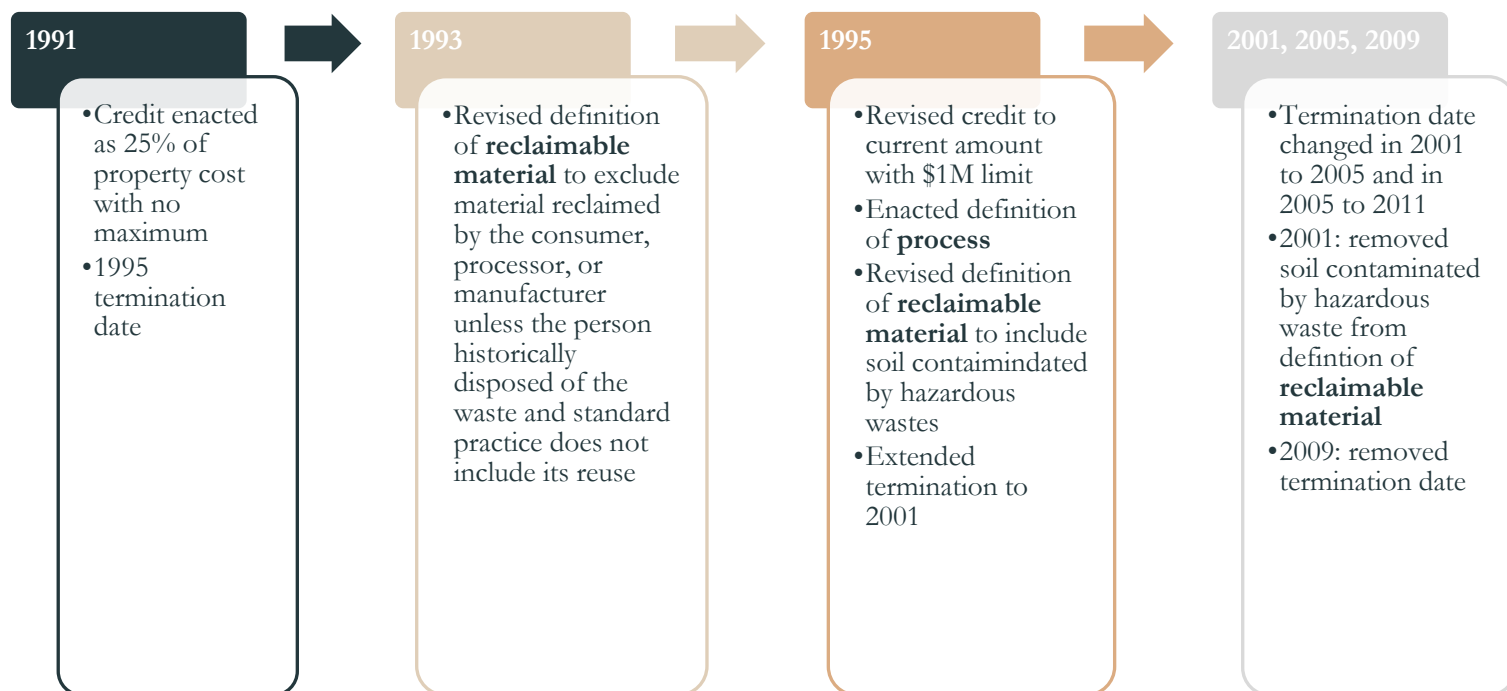 1991
•Credit enacted
as 25% of
property cost
with no
maximum
•1995
termination
date
1993
•Revised definition
of reclaimable
material to exclude
material reclaimed
by the consumer,
processor, or
manufacturer
unless the person
historically
disposed of the
waste and standard
practice does not
include its reuse
1995
•Revised credit to
current amount
with $1M limit
•Enacted definition
of process
•Revised definition
of reclaimable
material to include
soil contaimindated
by hazardous
wastes
•Extended
termination to
2001
2001, 2005, 2009
•Termination date
changed in 2001
to 2005 and in
2005 to 2011
•2001: removed
soil contaminated
by hazardous
waste from
defintion of
reclaimable
material
•2009: removed
termination date